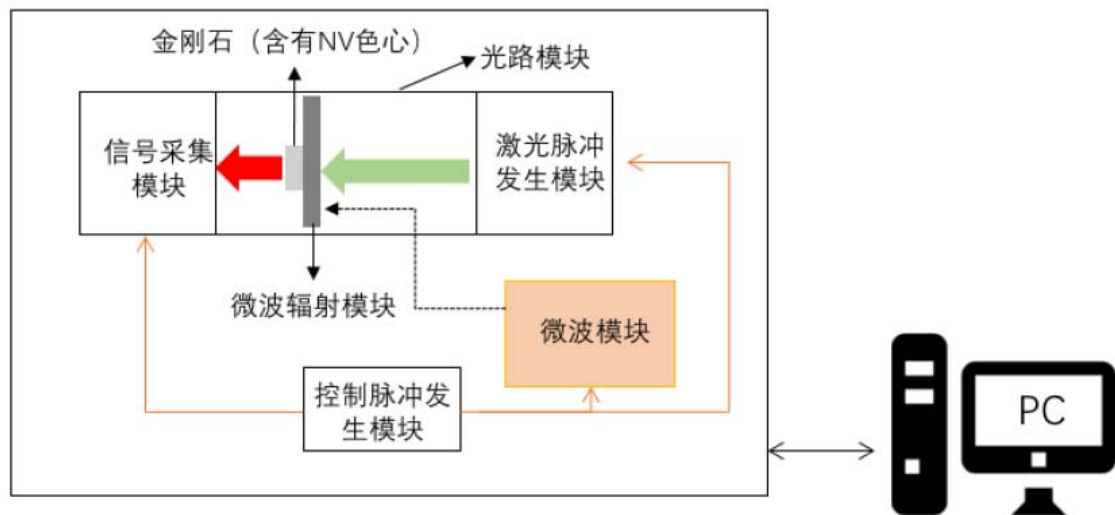 金刚石（含有NV色心）
光路模块
信号采集
模块
激光脉冲
发生模块
微波辐射模块
微波模块
控制脉冲发
生模块
PC